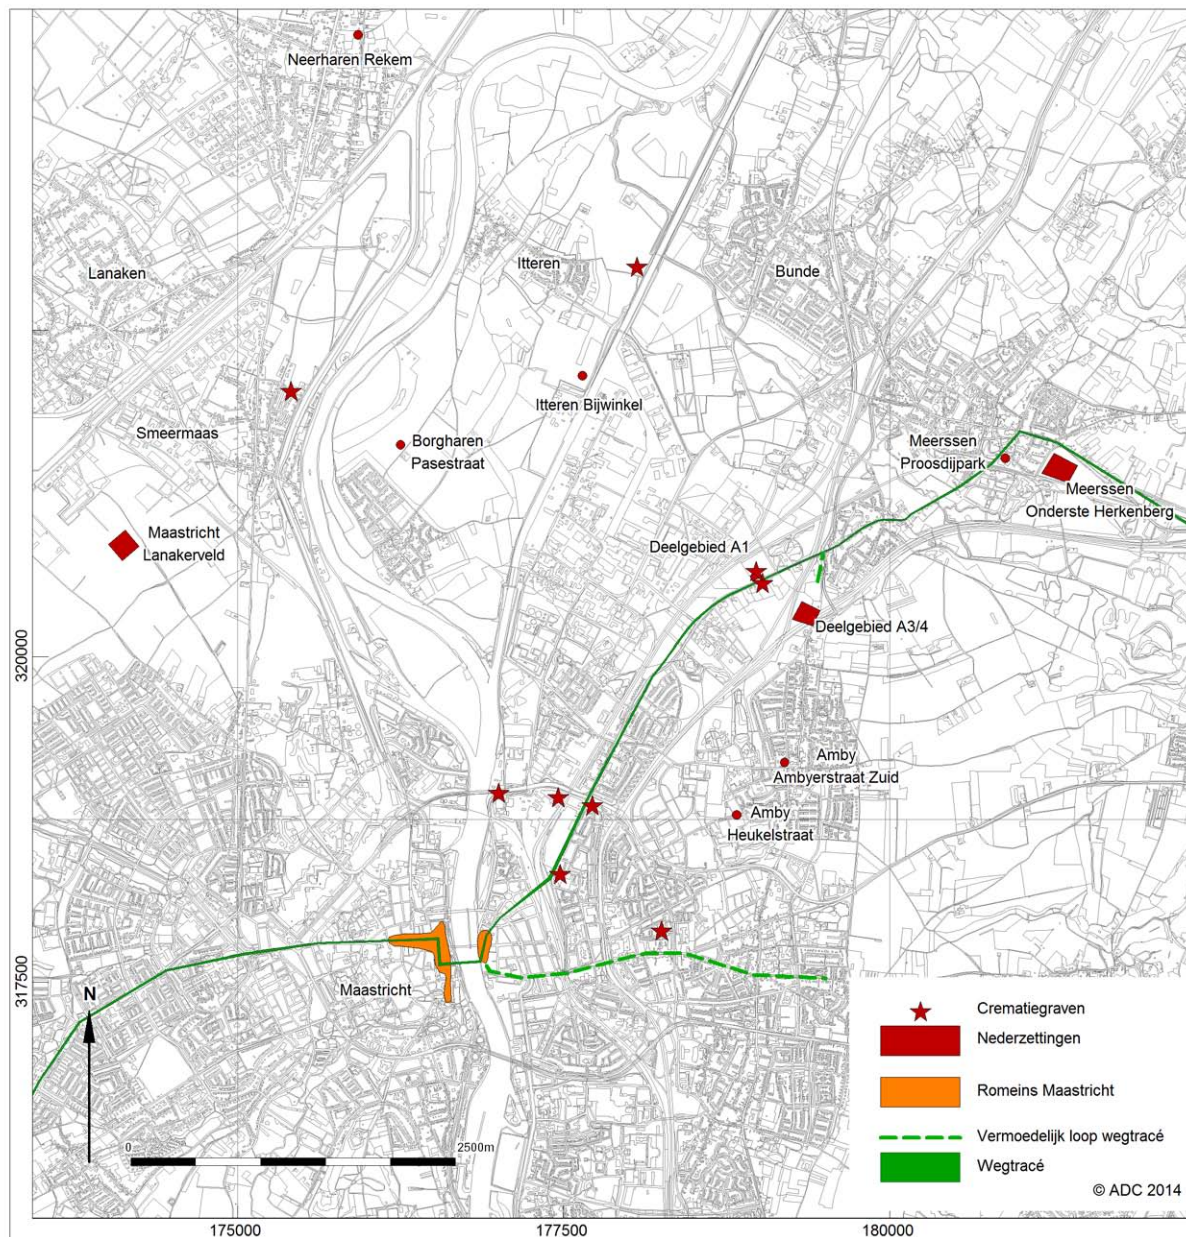 Neerharen Rekem
Lanaken
Itteren
Bunde
Itteren Bijwinkel
Smeermaas
Borgharen
Pasestraat
Meerssen
Proosdijpark
Meerssen
Onderste Herkenberg
Maastricht
Lanakerveld
Deelgebied A1
Deelgebied A3/4
320000
Amby
Ambyerstraat Zuid
Amby
Heukelstraat
317500
Maastricht
N
0
2500m
Crematiegraven
Nederzettingen
Romeins Maastricht
Vermoedelijk loop wegtracé
Wegtracé
© ADC 2014
175000
177500
180000